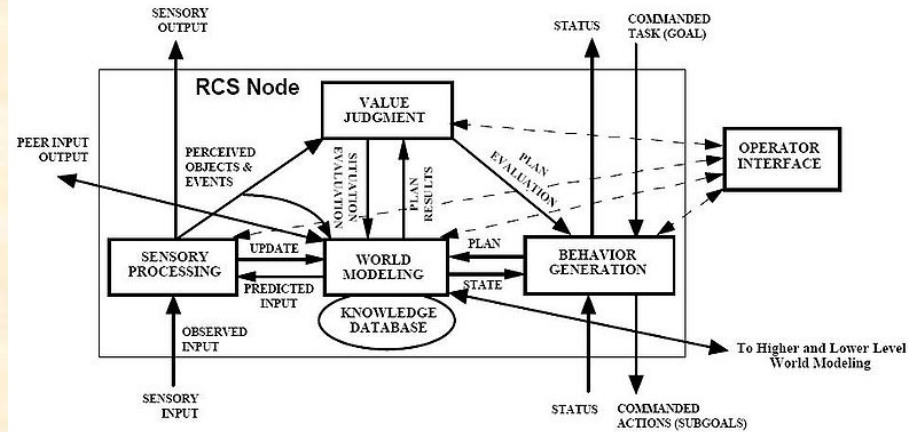 SENSORY
OUTPUT
STATUS
COMMANDED
TASK (GOAL)
RCS Node
VALUE
JUDGMENT
PEER INPUT
OUTPUT
PERCEIVED
OBJECTS &
EVENTS
SITUATION
EVALUATION
PLAN
RESULTS
PLAN
EVALUATION
OPERATOR
INTERFACE
SENSORY
PROCESSING
UPDATE
PREDICTED
INPUT
WORLD
MODELING
PLAN
STATE
BEHAVIOR
GENERATION
KNOWLEDGE
DATABASE
OBSERVED
INPUT
To Higher and Lower Level
World Modeling
SENSORY
INPUT
STATUS
COMMANDED
ACTIONS (SUBGOALS)